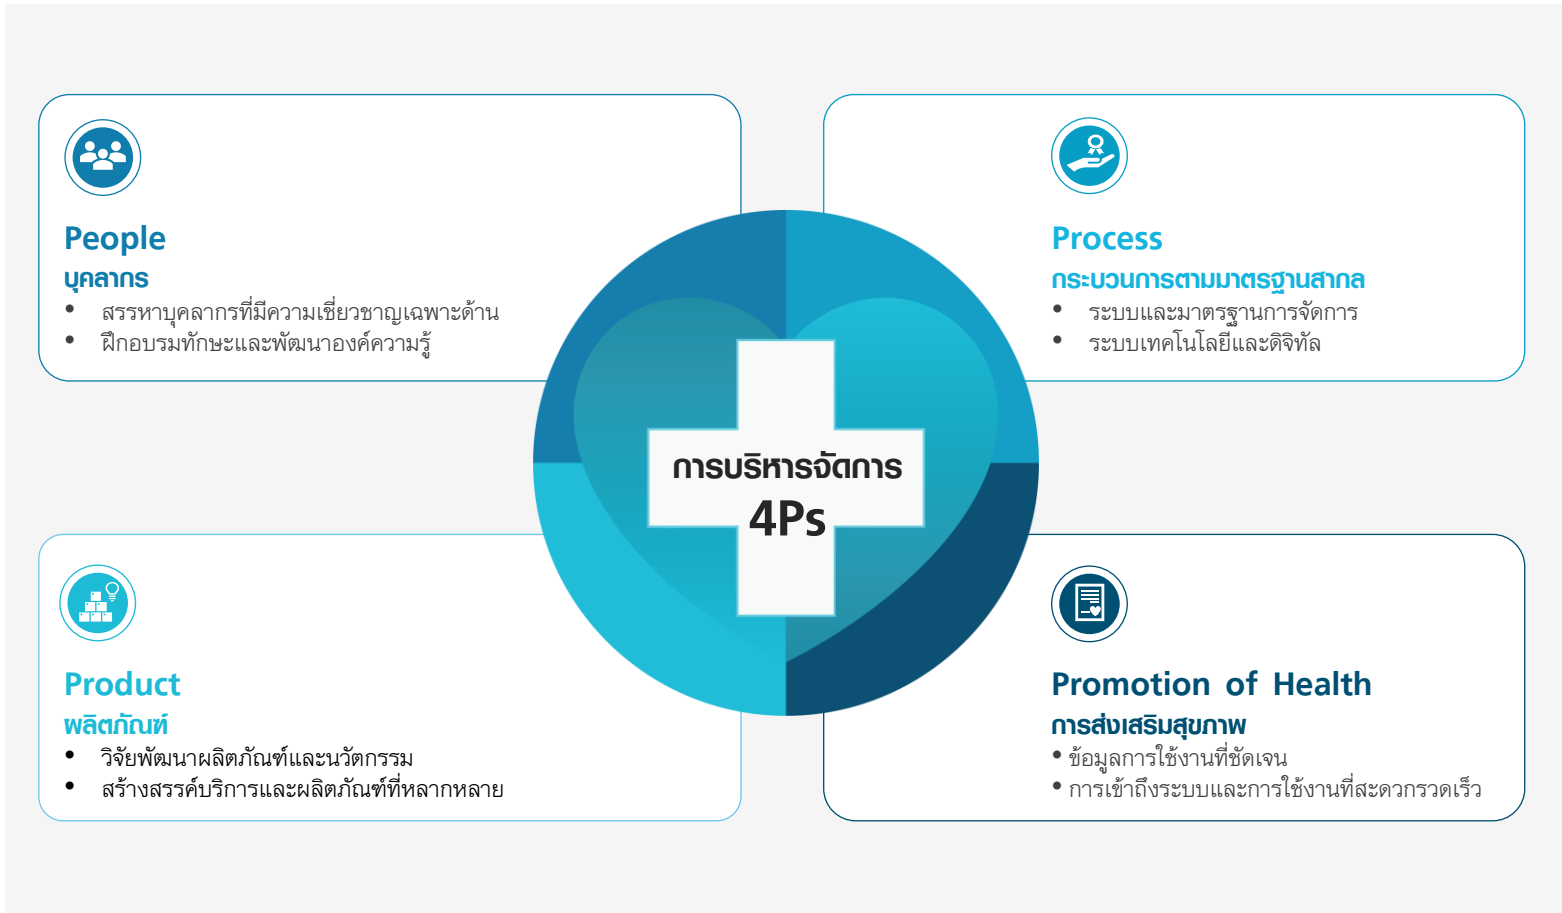 People
บุคลากร
• สรรหาบุคลากรที่มีความเชี่ยวชาญเฉพาะด้าน
• ฝึกอบรมทักษะและพัฒนาองค์ความรู้
Process
กระบวนการตามมาตรฐานสากล
• ระบบและมาตรฐานการจัดการ
• ระบบเทคโนโลยีและดิจิทัล
การบริหารจัดการ
4Ps
Product
ผลิตภัณฑ์
• วิจัยพัฒนาผลิตภัณฑ์และนวัตกรรม
• สร้างสรรค์บริการและผลิตภัณฑ์ที่หลากหลาย
Promotion of Health
การส่งเสริมสุขภาพ
• ข้อมูลการใช้งานที่ชัดเจน
• การเข้าถึงระบบและการใช้งานที่สะดวกรวดเร็ว